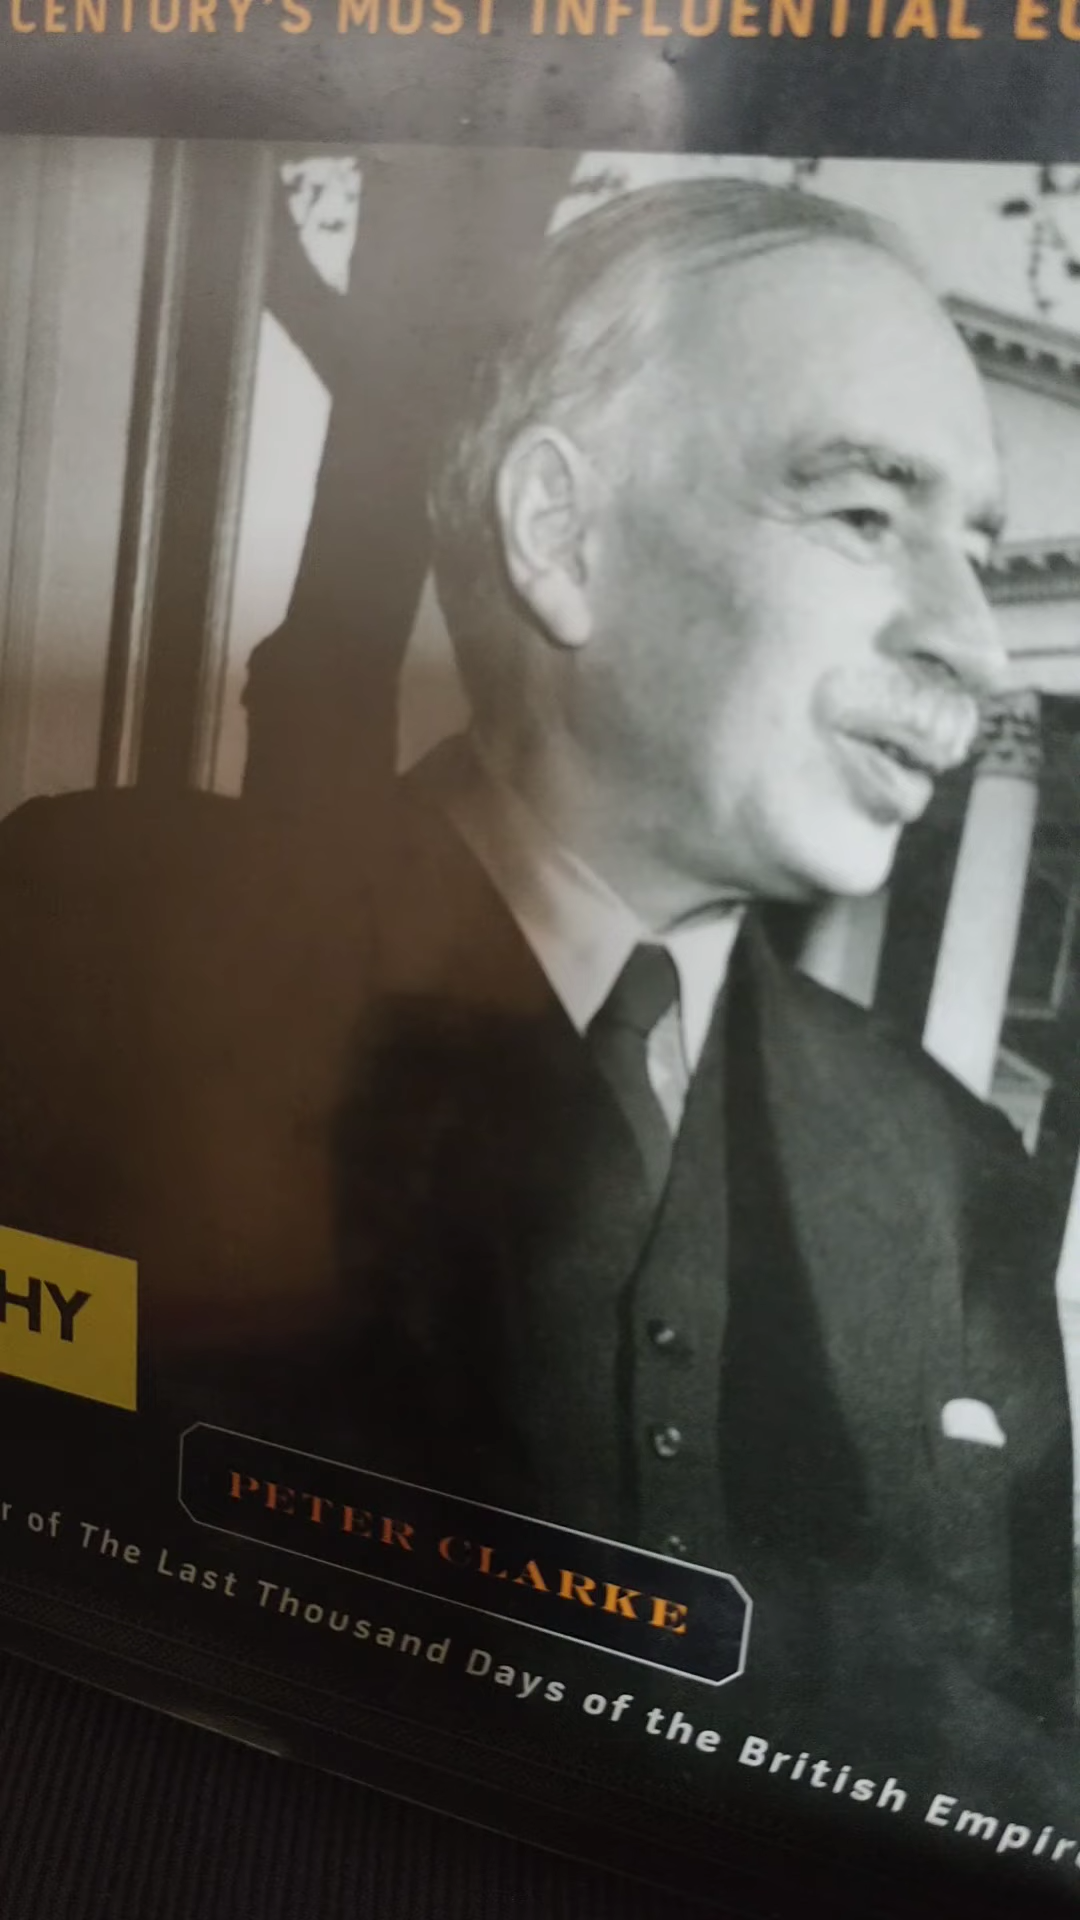 CENTURY'S MOST INFLUENTIAL
HY
PETER CLARKE
of The Last Thousand Days of the British